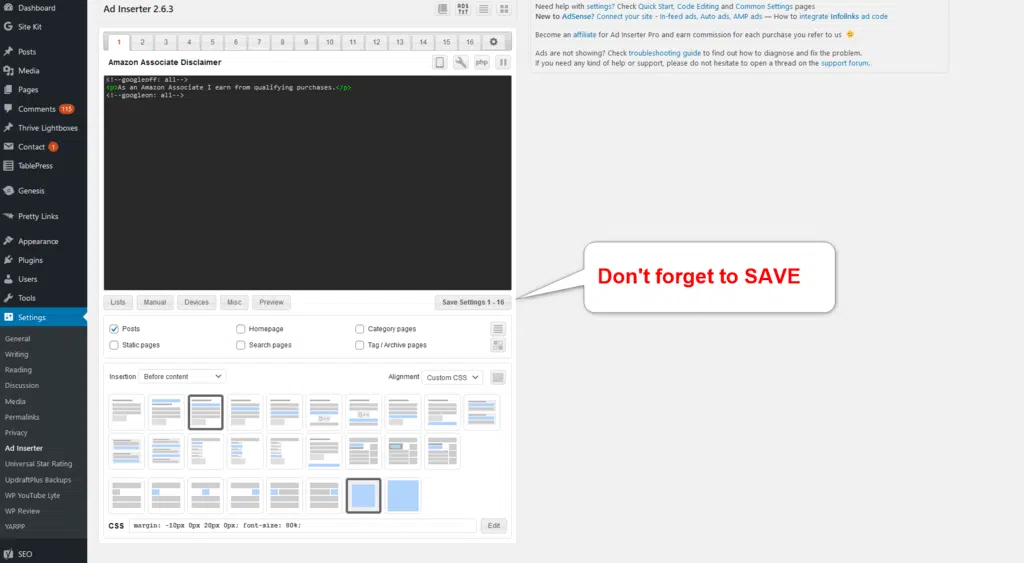 Dashboard
Site Kit
Posts
Media
Pages
Comments 115
Thrive Lightboxes
Contact 1
TablePress
Genesis
Pretty Links
Appearance
Plugins
Users
Tools
Settings
General
Writing
Reading
Discussion
Media
Permalinks
Privacy
Ad Inserter
Universal Star Rating
UpdraftPlus Backups
WP YouTube Lyte
WP Review
YARPP
SEO
Ad Inserter 2.6.3
ADS
TXT
1 2 3 4 5 6 7 8 9 10 11 12 13 14 15 16
Amazon Associate Disclaimer
php
<!--googleoff: all-->
<p>As an Amazon Associate I earn from qualifying purchases.</p>
<!--googleon: all-->
Lists Manual Devices Misc Preview Save Settings 1 - 16
Posts Homepage Category pages
Static pages Search pages Tag / Archive pages
Insertion Before content Alignment Custom CSS
CSS margin: -10px 0px 20px 0px; font-size: 80%; Edit
Need help with settings? Check Quick Start, Code Editing and Common Settings pages
New to AdSense? Connect your site - In-feed ads, Auto ads, AMP ads — How to integrate Infolinks ad code
Become an affiliate for Ad Inserter Pro and earn commission for each purchase you refer to us
Ads are not showing? Check troubleshooting guide to find out how to diagnose and fix the problem.
If you need any kind of help or support, please do not hesitate to open a thread on the support forum.
Don't forget to SAVE